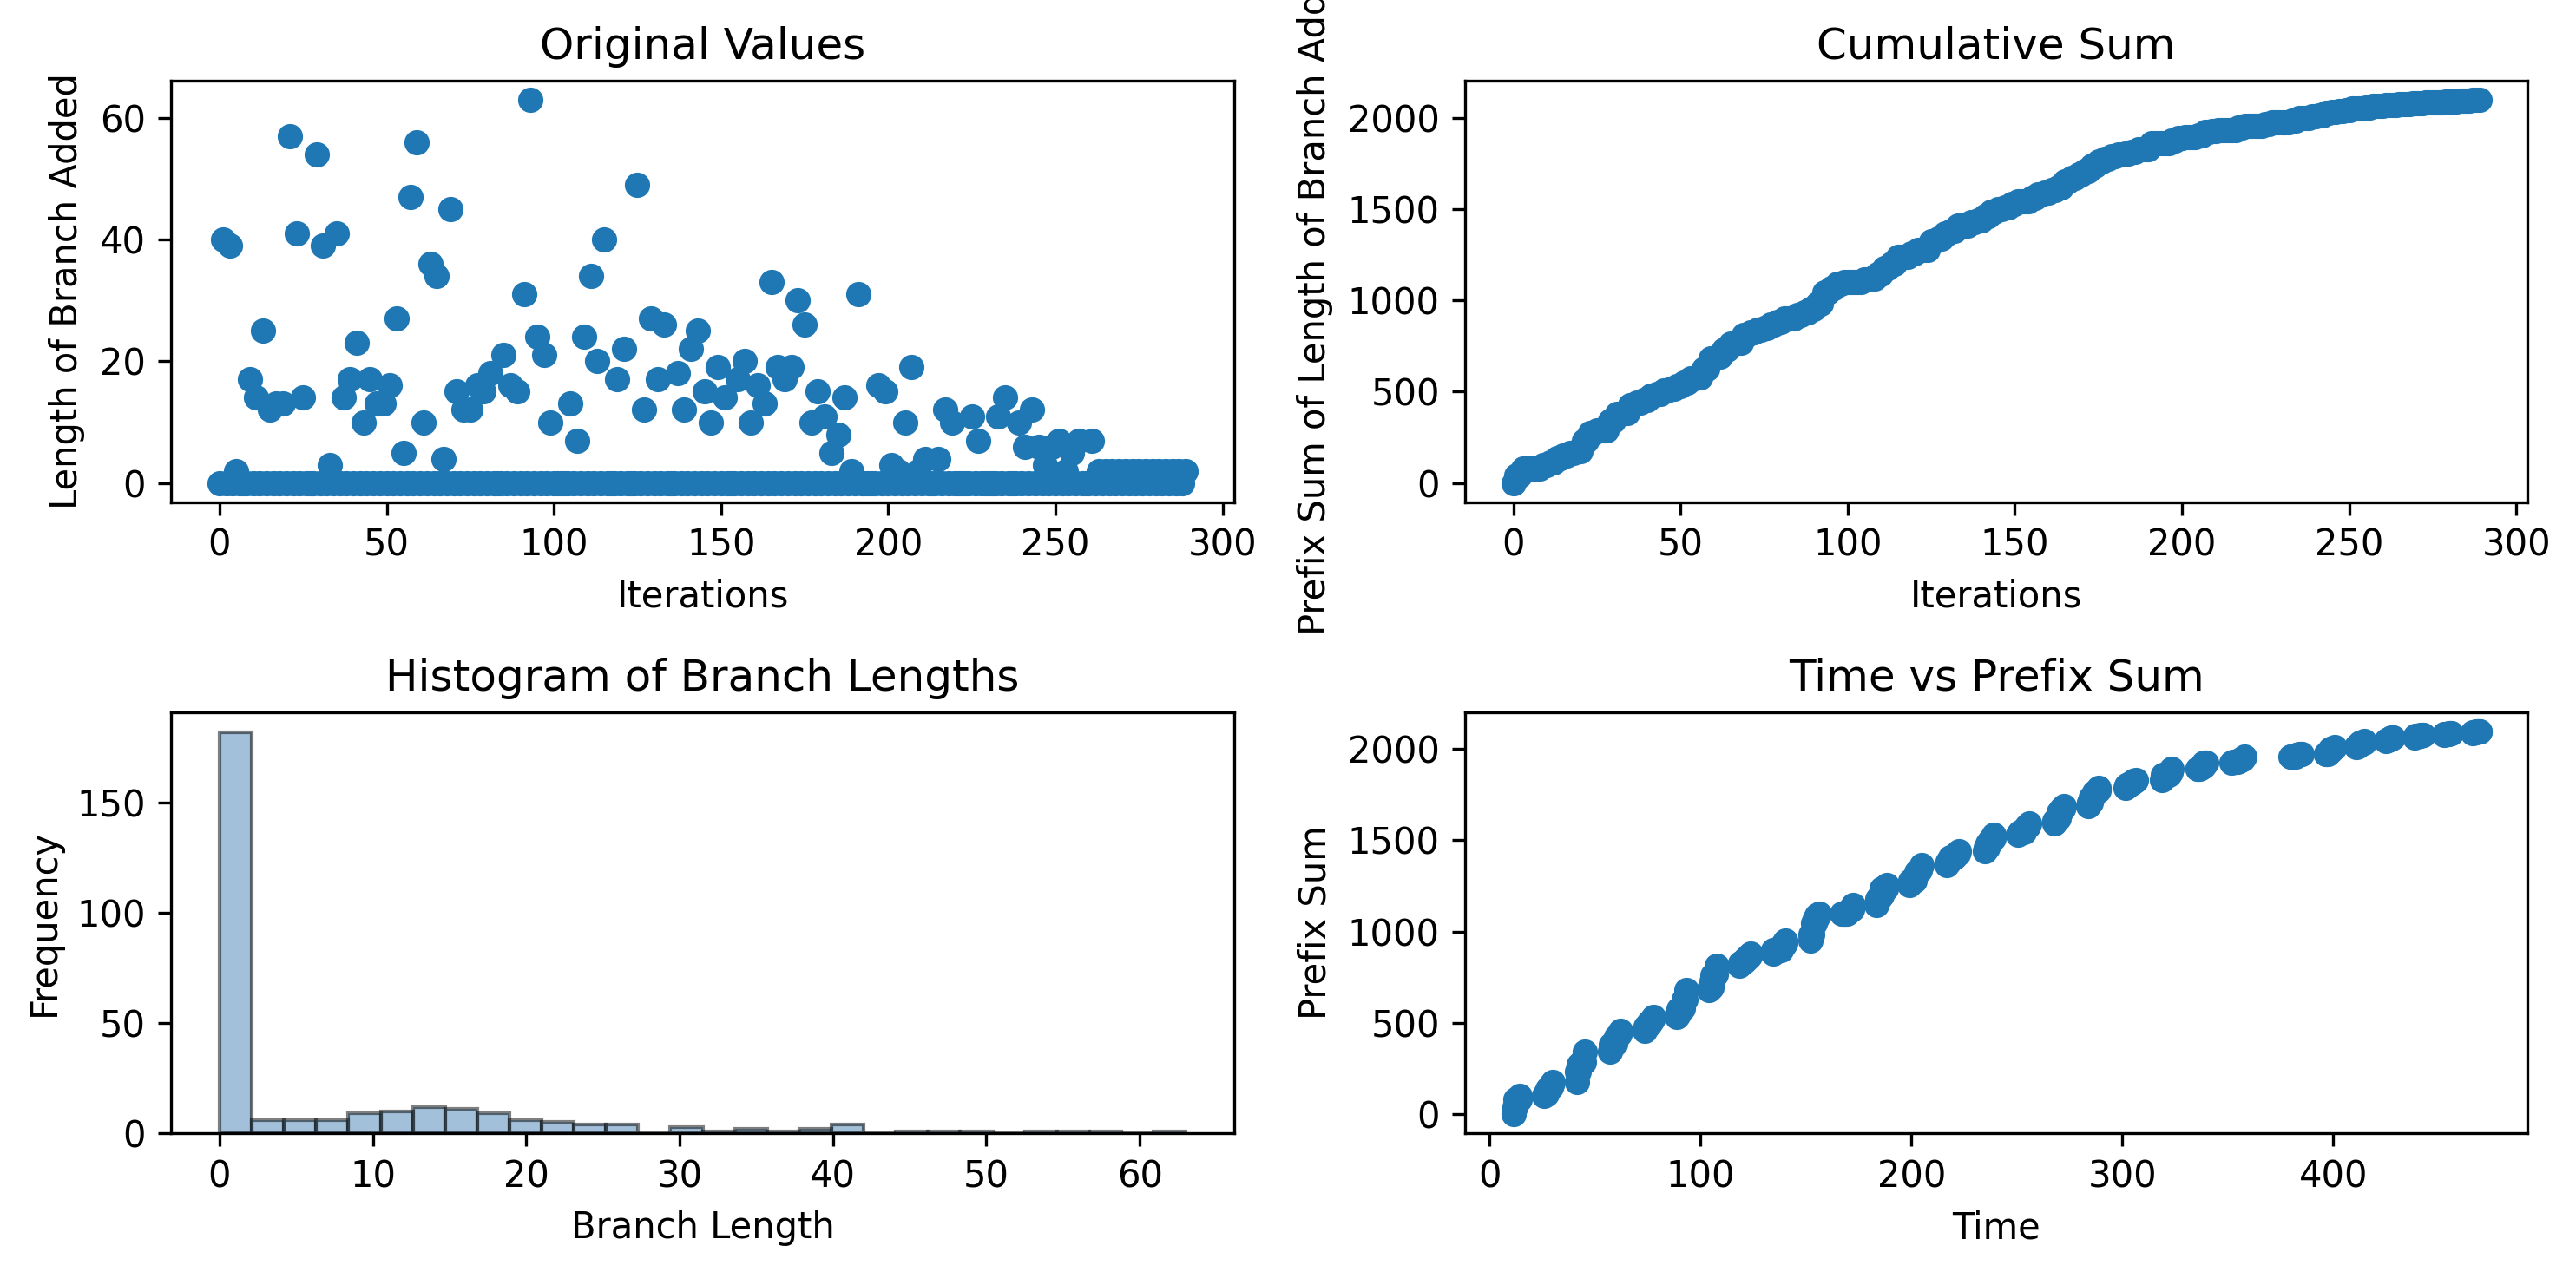 Original Values
Length of Branch Added
60
40
20
0
0 50 100 150 200 250 300
Iterations
Cumulative Sum
Prefix Sum of Length of Branch
2000
1500
1000
500
0
0 50 100 150 200 250 300
Iterations
Histogram of Branch Lengths
Frequency
150
100
50
0
0 10 20 30 40 50 60
Branch Length
Time vs Prefix Sum
Prefix Sum
2000
1500
1000
500
0
0 100 200 300 400
Time